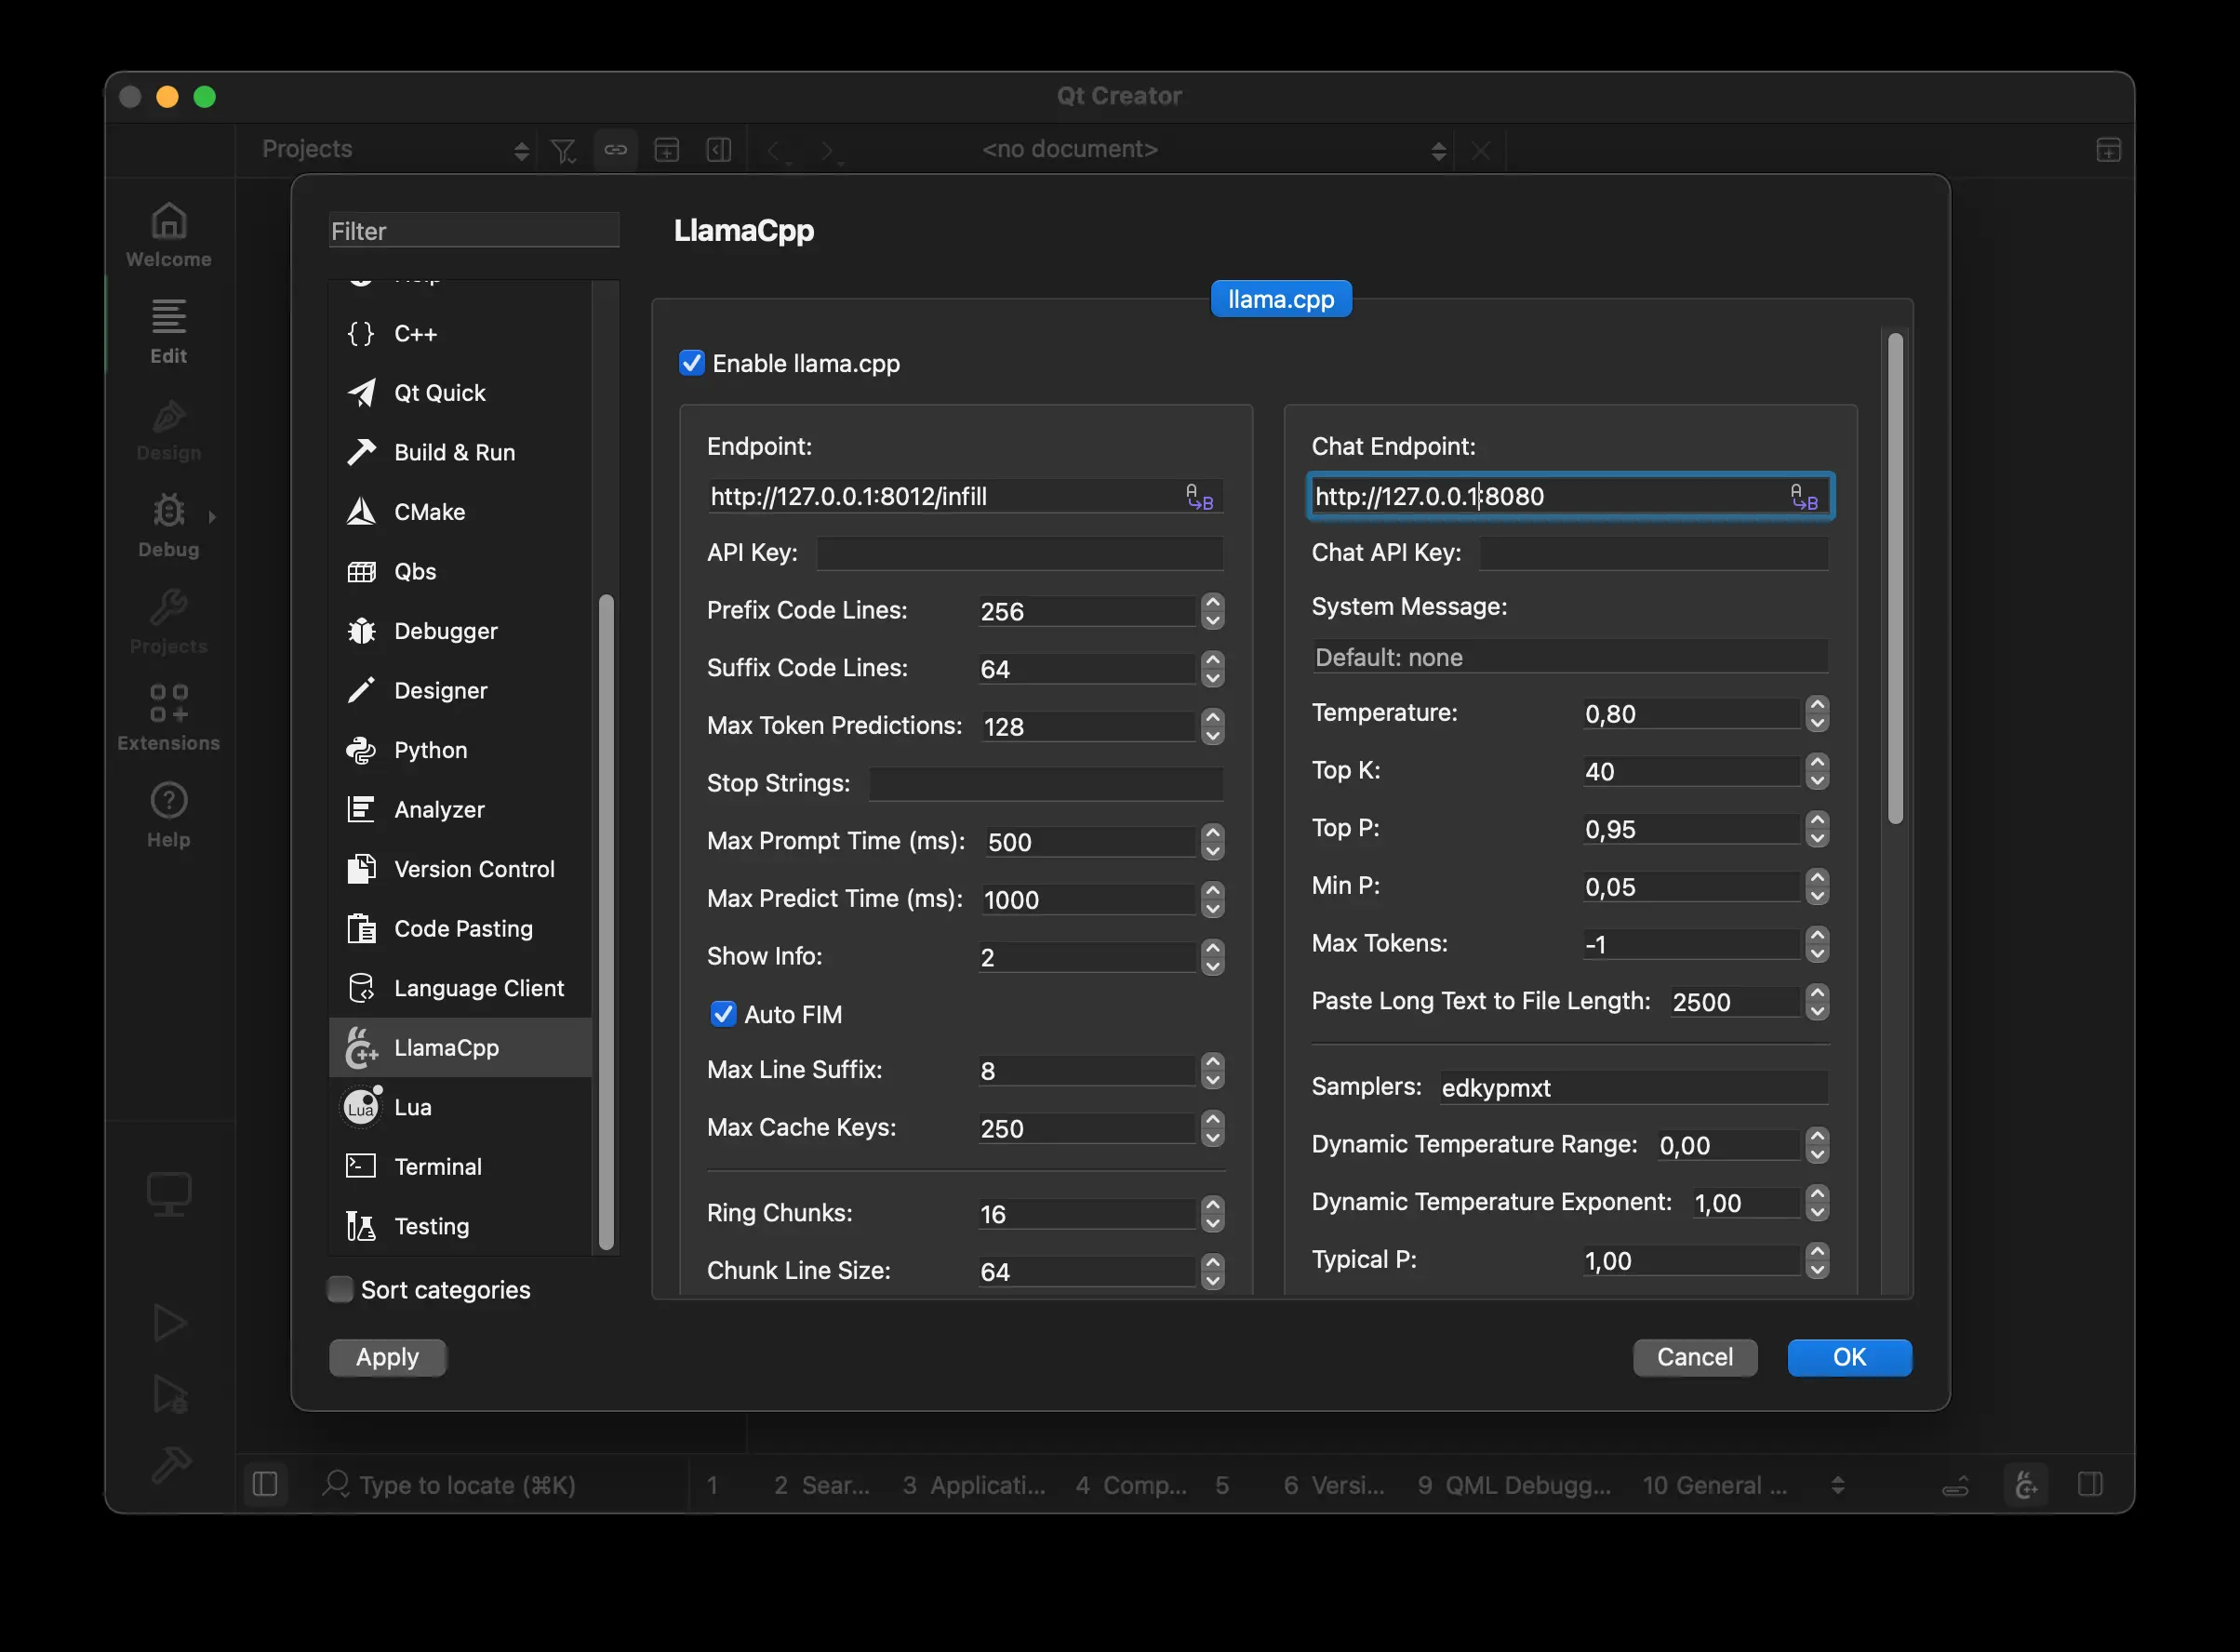 Qt Creator
Projects
<no document>
Welcome
Edit
Design
Debug
Projects
Extensions
Help
Filter
C++
Qt Quick
Build & Run
CMake
Qbs
Debugger
Designer
Python
Analyzer
Version Control
Code Pasting
Language Client
LlamaCpp
Lua
Lua
Terminal
Testing
Sort categories
Apply
LlamaCpp
llama.cpp
Enable llama.cpp
Endpoint:
http://127.0.0.1:8012/infill
API Key:
Prefix Code Lines: 256
Suffix Code Lines: 64
Max Token Predictions: 128
Stop Strings:
Max Prompt Time (ms): 500
Max Predict Time (ms): 1000
Show Info: 2
Auto FIM
Max Line Suffix: 8
Max Cache Keys: 250
Ring Chunks: 16
Chunk Line Size: 64
Chat Endpoint:
http://127.0.0.1:8080
Chat API Key:
System Message:
Default: none
Temperature: 0,80
Top K: 40
Top P: 0,95
Min P: 0,05
Max Tokens: -1
Paste Long Text to File Length: 2500
Samplers: edkypmxt
Dynamic Temperature Range: 0,00
Dynamic Temperature Exponent: 1,00
Typical P: 1,00
Cancel
OK
Type to locate (⌘K)
1
2 Sear...
3 Applicati...
4 Comp...
5
6 Versi...
9 QML Debugg...
10 General ...